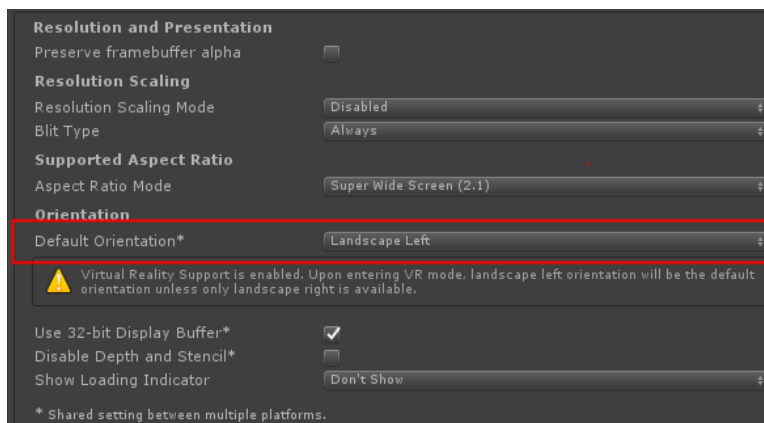 Resolution and Presentation
Preserve framebuffer alpha
Resolution Scaling
Resolution Scaling Mode Disabled
Blit Type Always
Supported Aspect Ratio
Aspect Ratio Mode Super Wide Screen (2.1)
Orientation
Default Orientation* Landscape Left
Virtual Reality Support is enabled. Upon entering VR mode, landscape left orientation will be the default
orientation unless only landscape right is available.
Use 32-bit Display Buffer*
Disable Depth and Stencil*
Show Loading Indicator Don't Show
* Shared setting between multiple platforms.